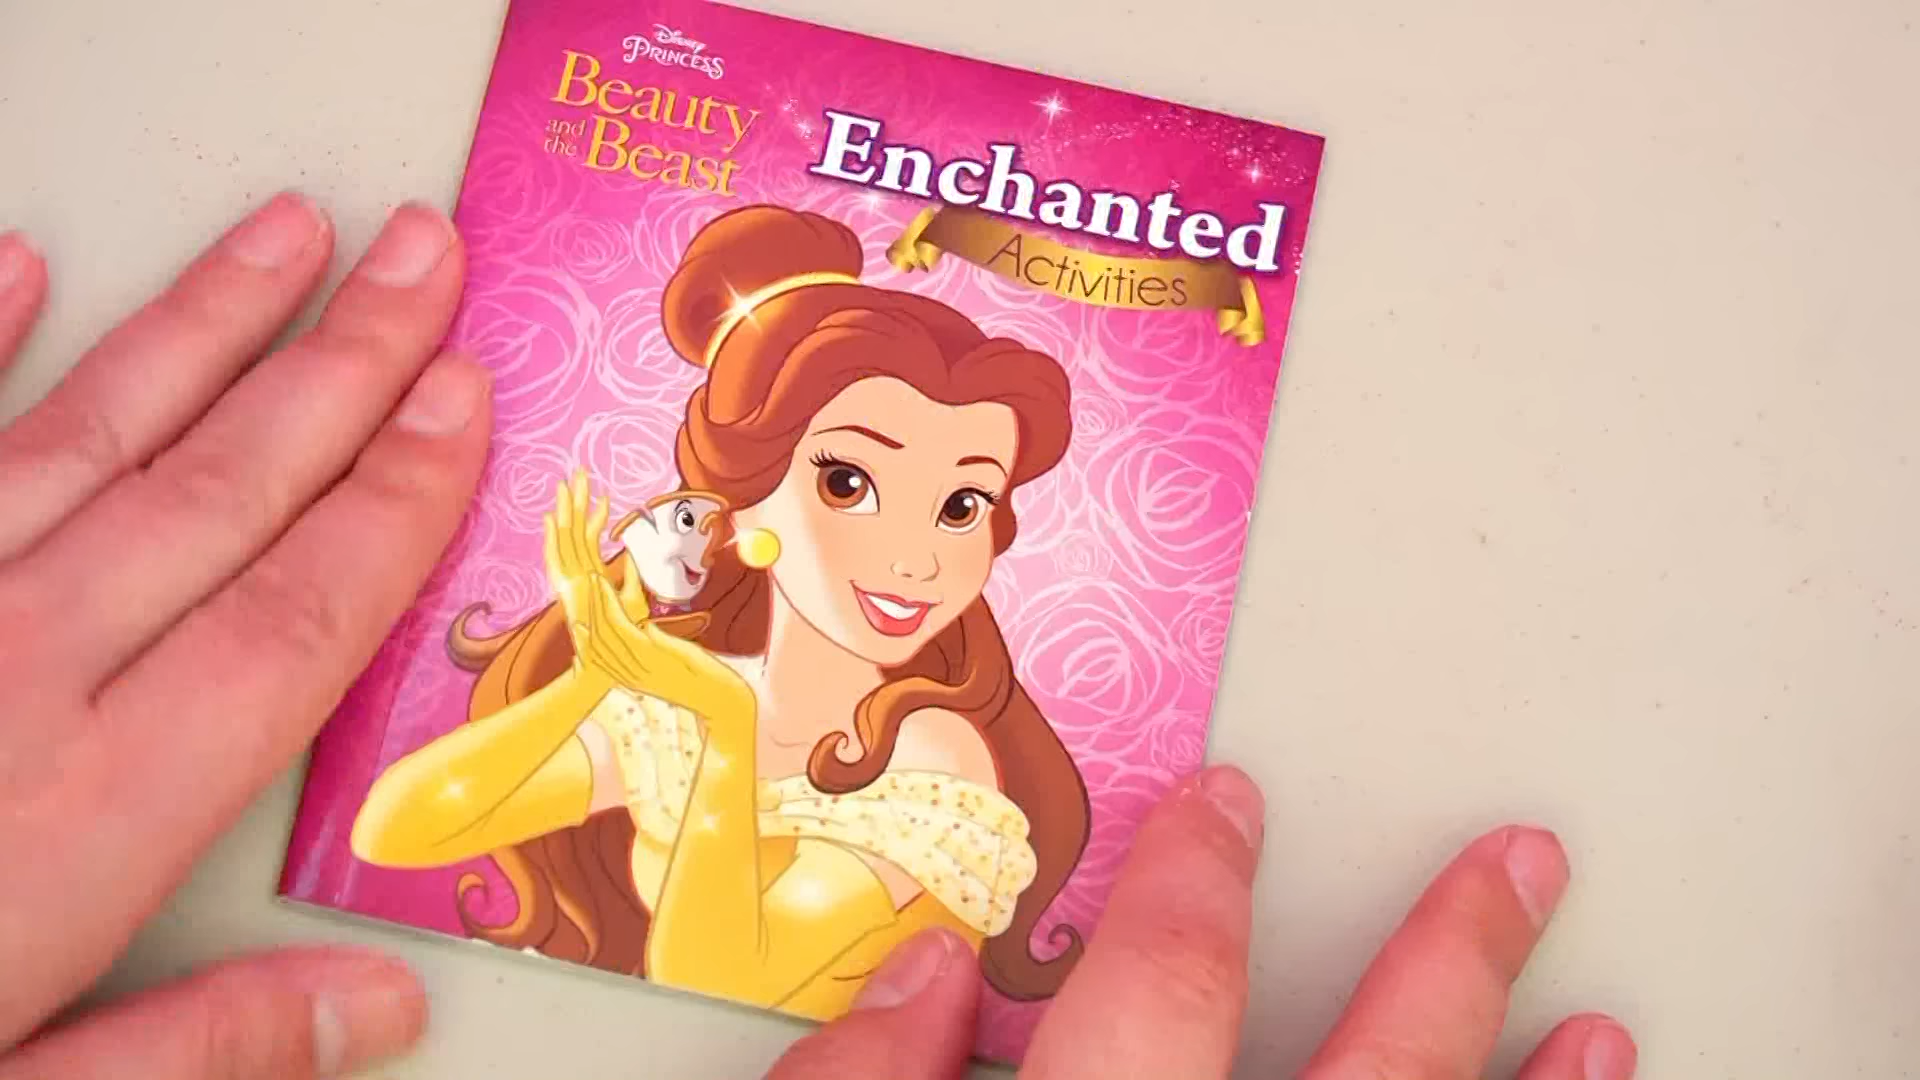 Disney
PRINCESS
Beauty
and the
Beast
Enchanted
Activities